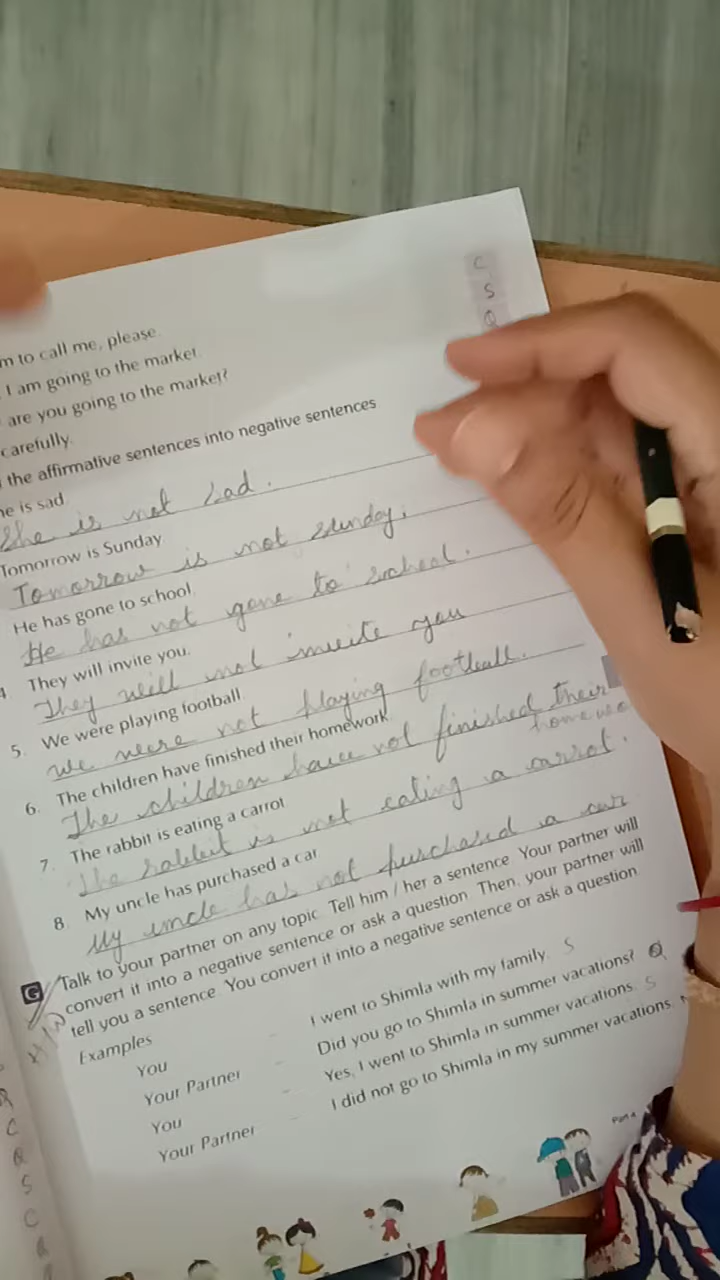 C
S
Q
m to call me, please.
I am going to the market.
are you going to the market?
carefully.
the affirmative sentences into negative sentences
he is sad.
She is not sad.
Tomorrow is Sunday.
Tomorrow is not sunday.
He has gone to school.
He has not gone to school.
4. They will invite you.
They will not invite you
5. We were playing football.
we were not playing football.
6. The children have finished their homework.
The children have not finished their
homewo
7. The rabbit is eating a carrot.
The rabbit is not eating a carrot.
8. My uncle has purchased a car.
My uncle has not purchased a car
G Talk to your partner on any topic. Tell him / her a sentence. Your partner will
convert it into a negative sentence or ask a question. Then, your partner will
tell you a sentence. You convert it into a negative sentence or ask a question.
Examples
You - I went to Shimla with my family. S
Your Partner - Did you go to Shimla in summer vacations? Q
You - Yes, I went to Shimla in summer vacations. S
Your Partner - I did not go to Shimla in my summer vacations.
C
Q
S
C
Part 4